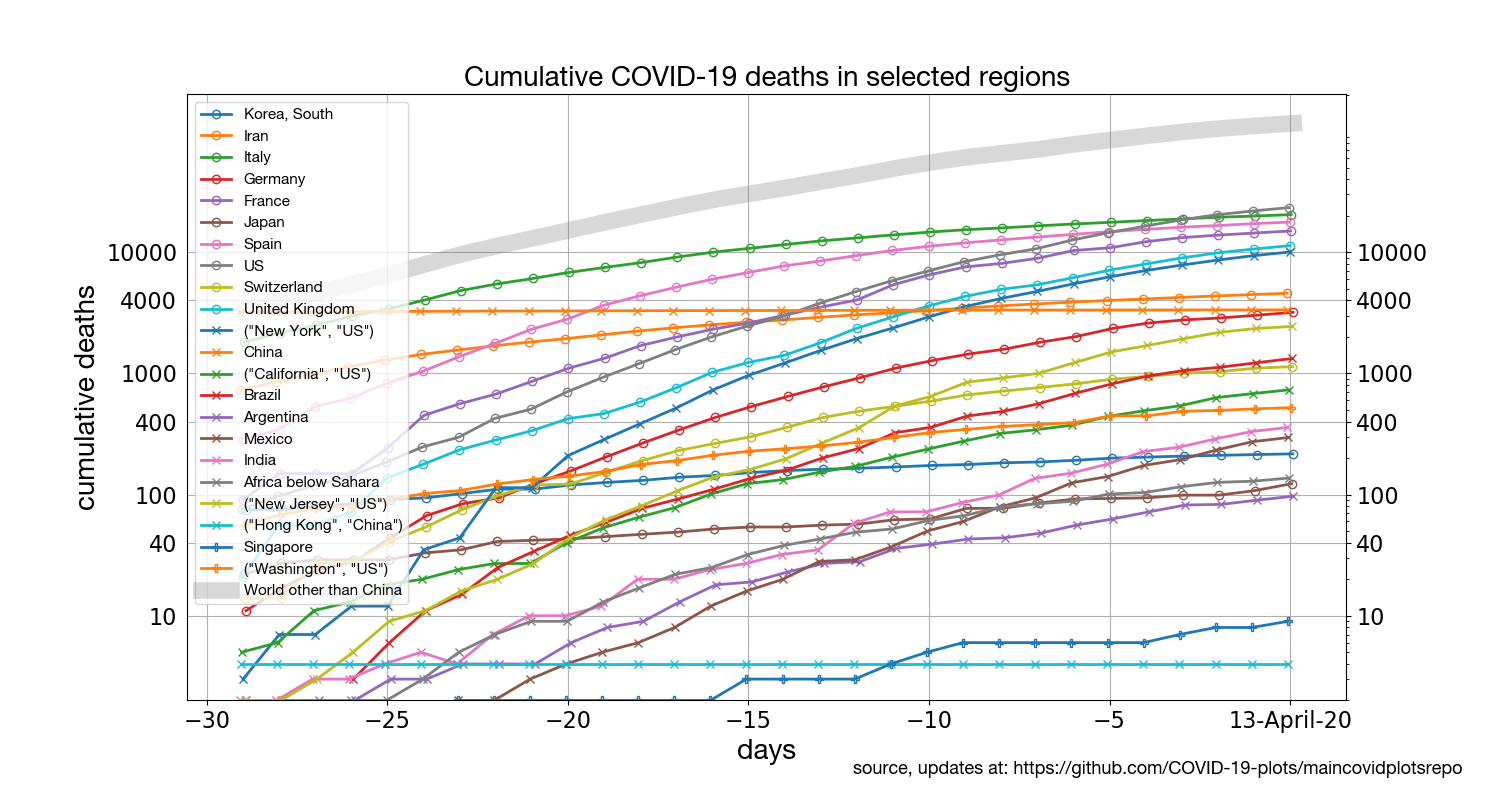 Cumulative COVID-19 deaths in selected regions
Korea, South
Iran
Italy
Germany
France
Japan
Spain
US
Switzerland
United Kingdom
("New York", "US")
China
("California", "US")
Brazil
Argentina
Mexico
India
Africa below Sahara
("New Jersey", "US")
("Hong Kong", "China")
Singapore
("Washington", "US")
World other than China
cumulative deaths
10000
4000
1000
400
100
40
10
10000
4000
1000
400
100
40
10
−30
−25
−20
−15
−10
−5
13-April-20
days
source, updates at: https://github.com/COVID-19-plots/maincovidplotsrepo